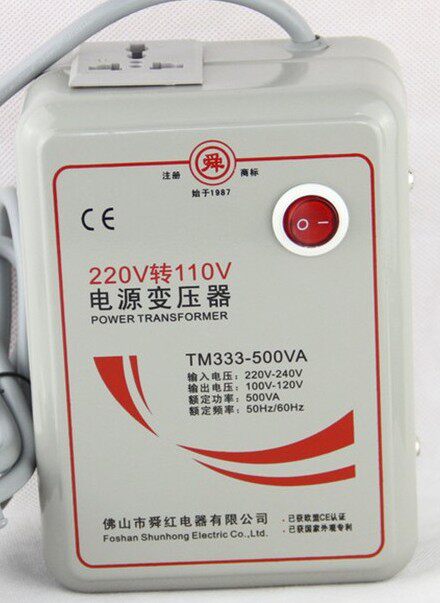 舜
注册 商标
始于1987
CE
220V转110V
电源变压器
POWER TRANSFORMER
TM333-500VA
输入电压：220V-240V
输出电压：100V-120V
额定功率：500VA
额定频率：50Hz/60Hz
佛山市舜红电器有限公司
Foshan Shunhong Electric Co.,Ltd.
·已获欧盟CE认证
·已获国家外观专利